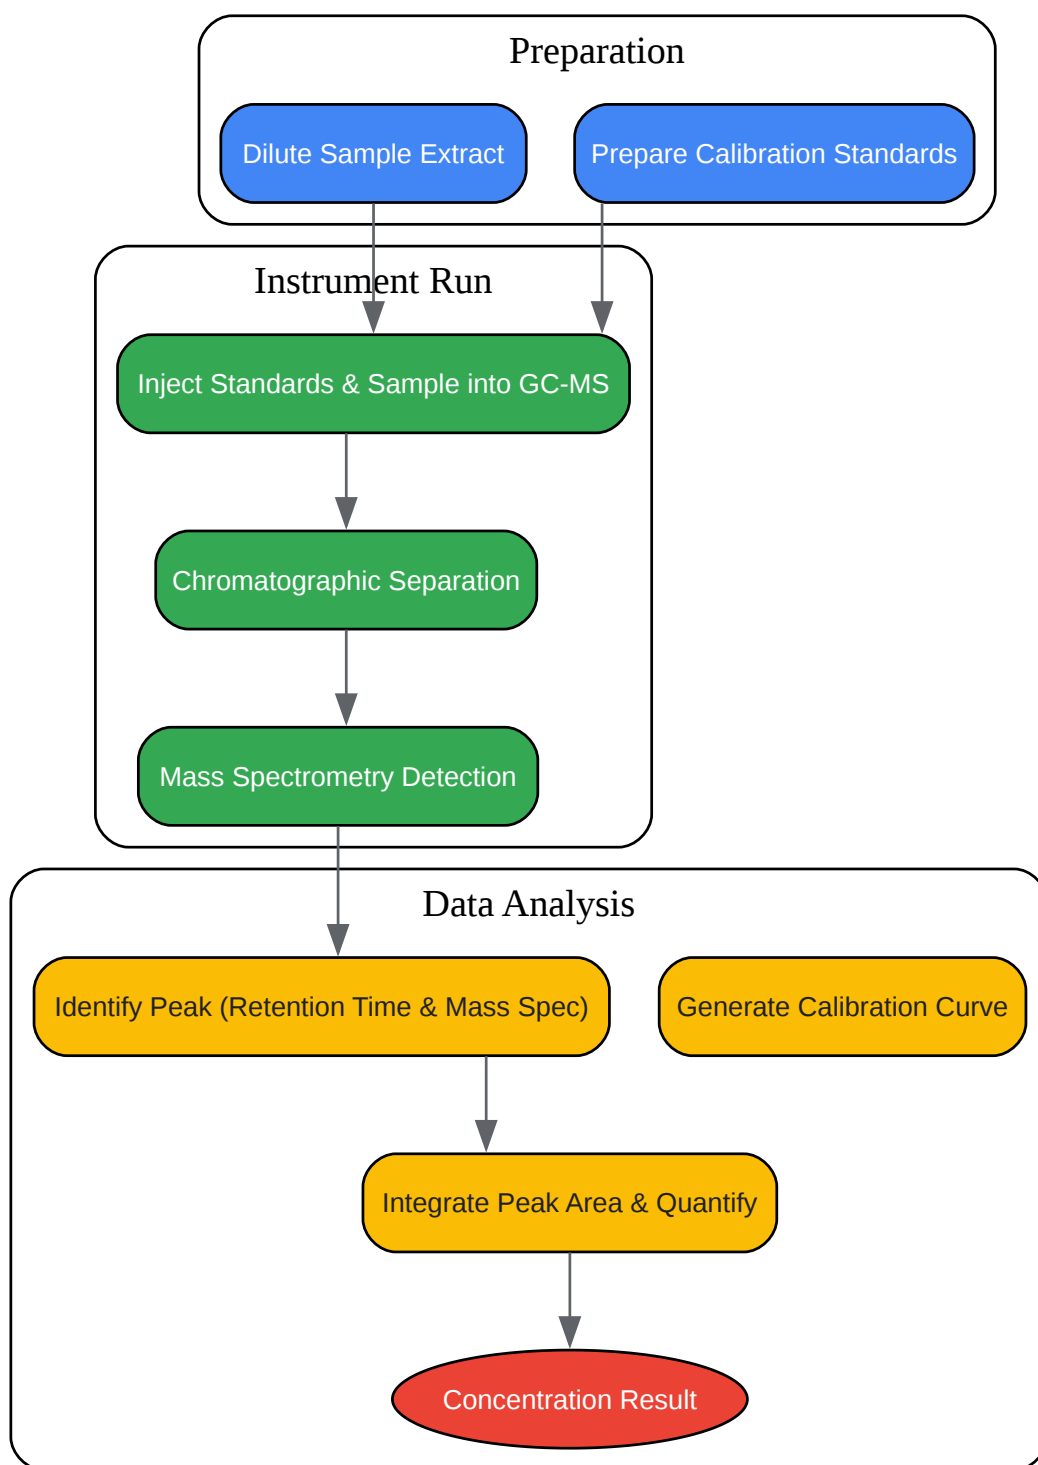 Preparation
Dilute Sample Extract
Prepare Calibration Standards
Instrument Run
Inject Standards & Sample into GC-MS
Chromatographic Separation
Mass Spectrometry Detection
Data Analysis
Identify Peak (Retention Time & Mass Spec)
Generate Calibration Curve
Integrate Peak Area & Quantify
Concentration Result